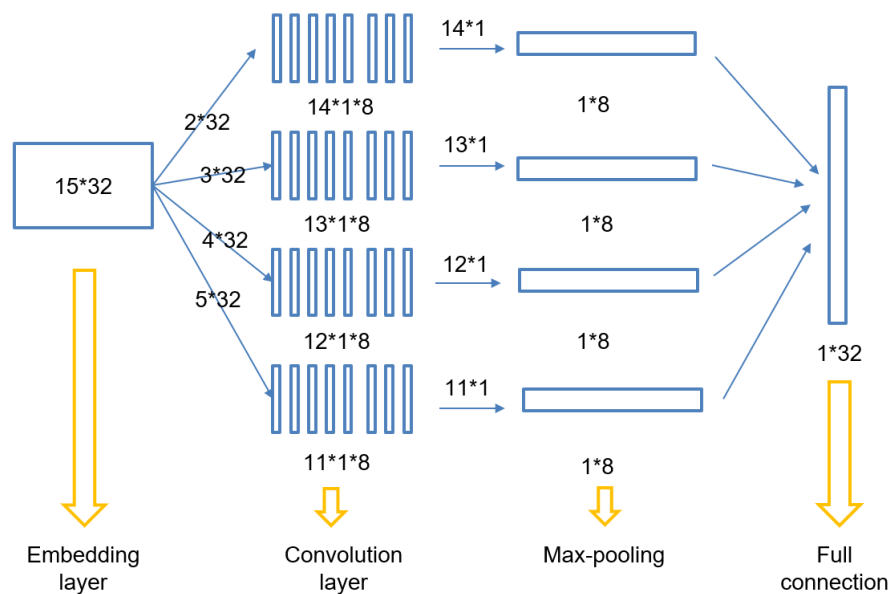 14*1
14*1*8
1*8
2*32
13*1
15*32
3*32
13*1*8
1*8
4*32
12*1
5*32
12*1*8
1*8
1*32
11*1
11*1*8
1*8
Embedding
layer
Convolution
layer
Max-pooling
Full
connection